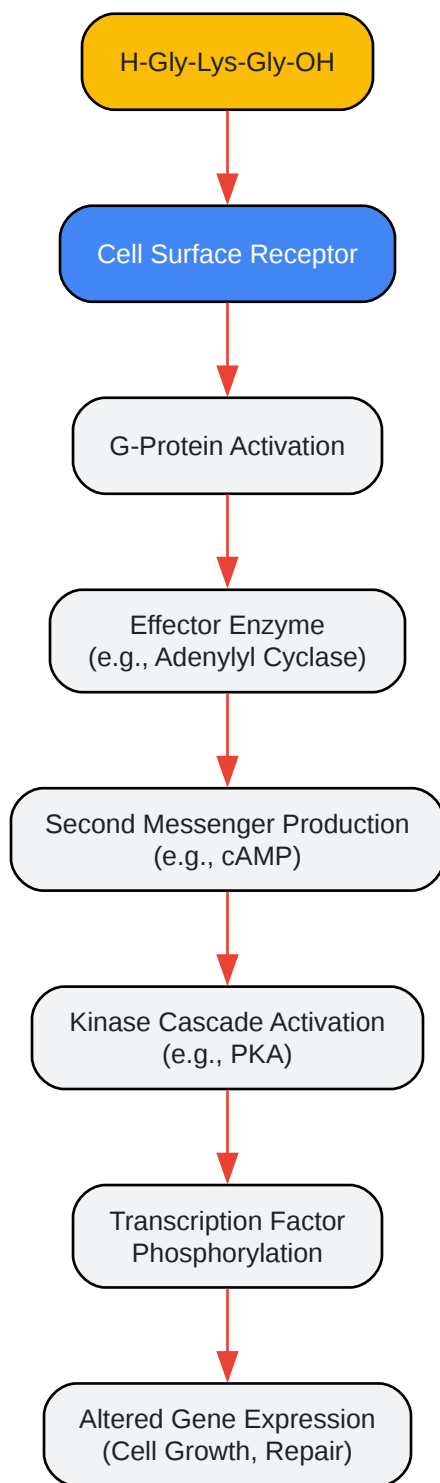 H-Gly-Lys-Gly-OH
Cell Surface Receptor
G-Protein Activation
Effector Enzyme
(e.g., Adenylyl Cyclase)
Second Messenger Production
(e.g., cAMP)
Kinase Cascade Activation
(e.g., PKA)
Transcription Factor
Phosphorylation
Altered Gene Expression
(Cell Growth, Repair)